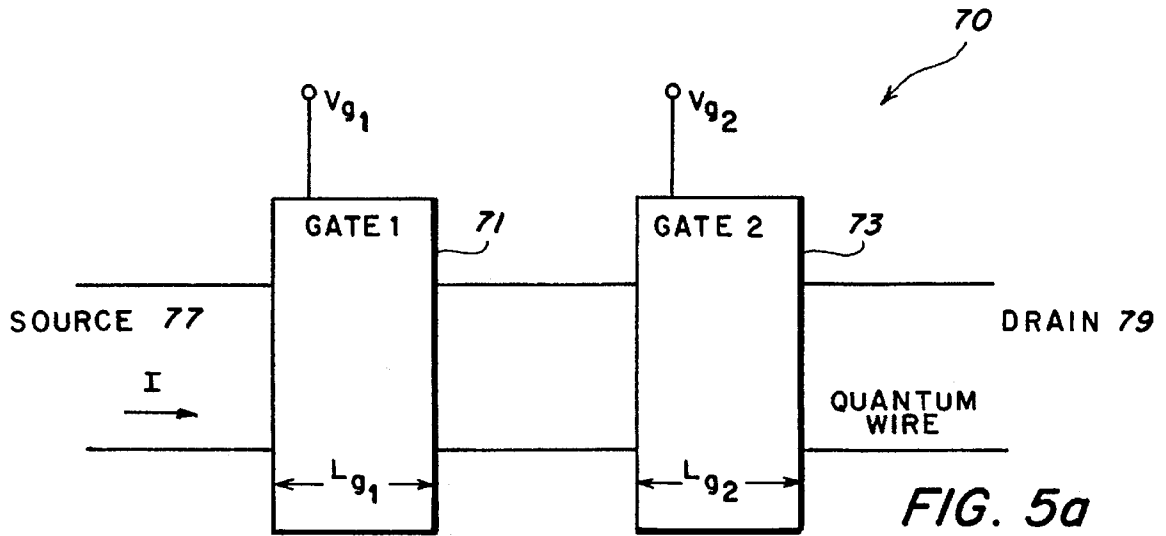 70
Vg1
Vg2
GATE 1
71
GATE 2
73
SOURCE 77
DRAIN 79
I
QUANTUM
WIRE
Lg1
Lg2
FIG. 5a